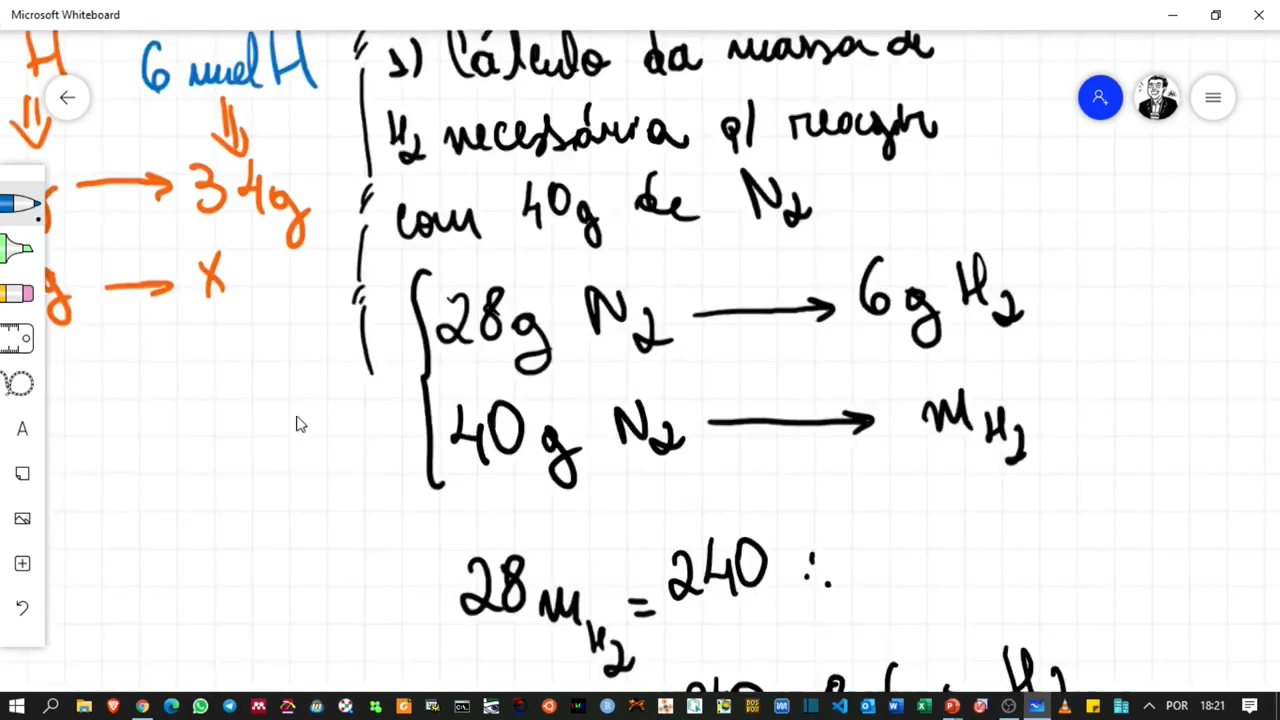 Microsoft Whiteboard
H
6 mol H
34g
g
x
Cálculo da massa de
H2 necessária p/ reagir
com 40g de N2
28g N2 → 6g H2
40g N2 → mH2
28 mH2 = 240 ∴
A
POR
18:21